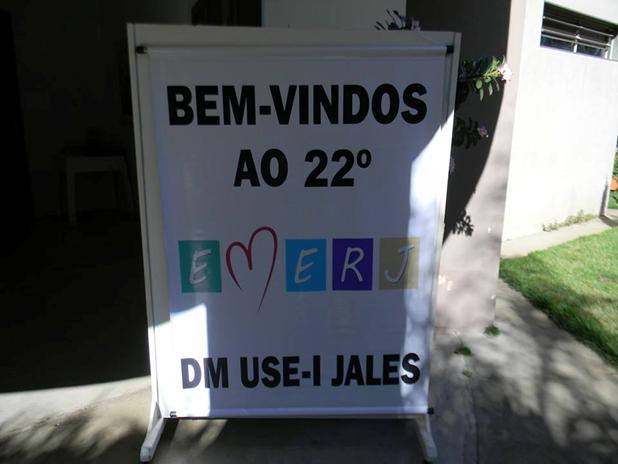 BEM-VINDOS
AO 22º
EMERJ
DM USE-I JALES